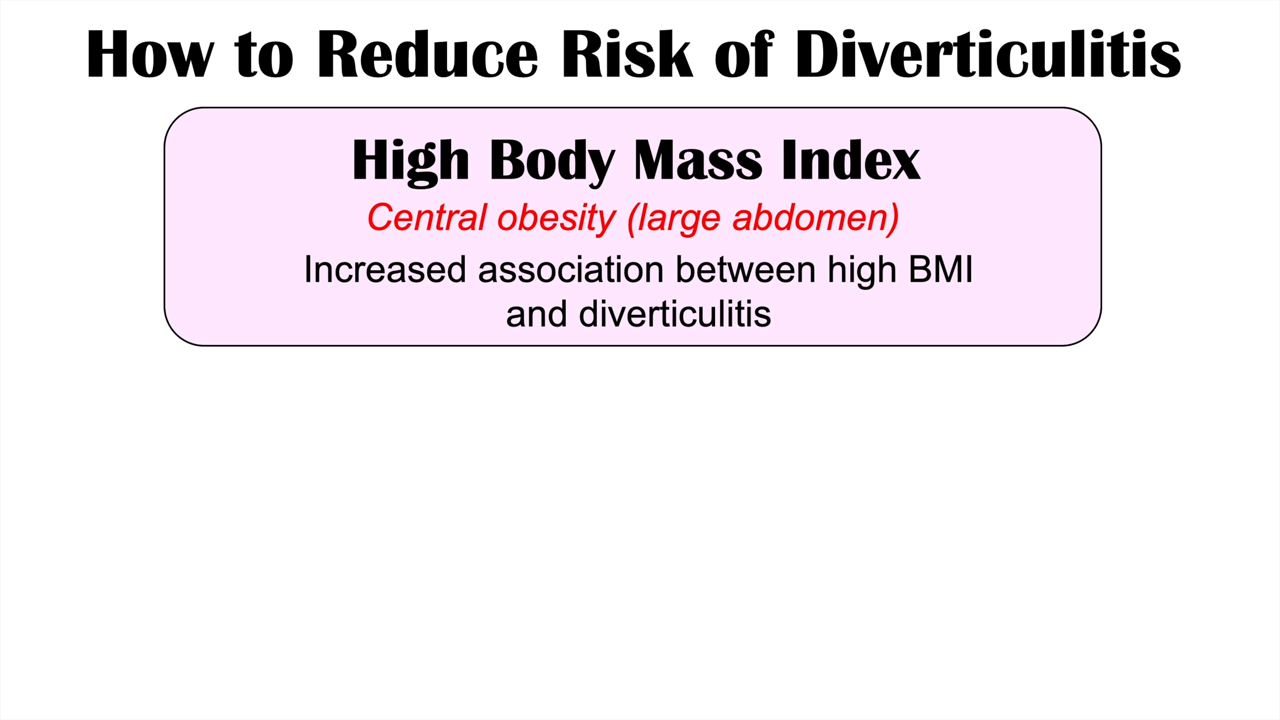 How to Reduce Risk of Diverticulitis
High Body Mass Index
Central obesity (large abdomen)
Increased association between high BMI
and diverticulitis